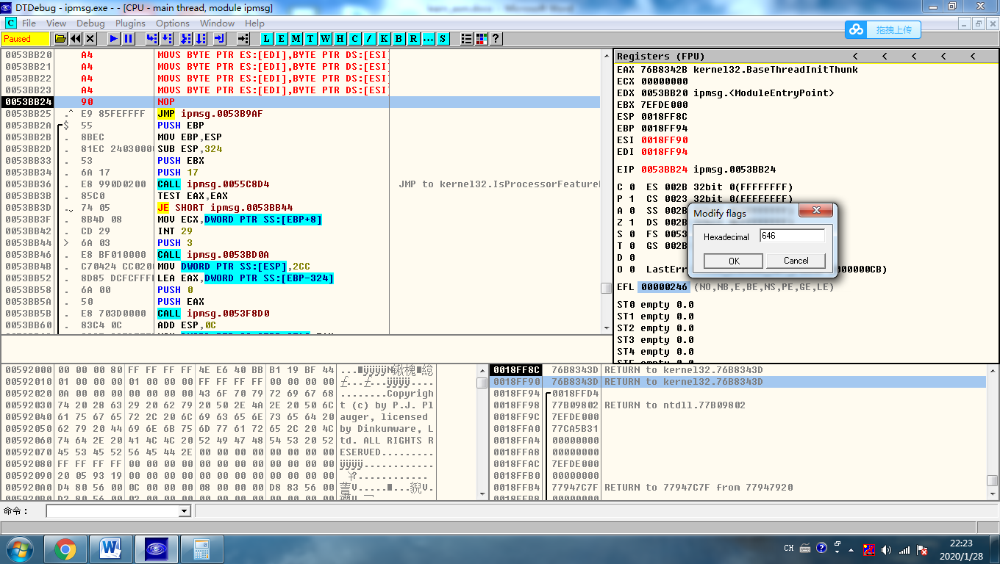 DTDebug - ipmsg.exe - - [CPU - main thread, module ipmsg]
C File View Debug Plugins Options Window Help
拖拽上传
Paused L E M T W H C / K B R ... S ?
0053BB20 A4 MOVS BYTE PTR ES:[EDI],BYTE PTR DS:[ESI]
0053BB21 A4 MOVS BYTE PTR ES:[EDI],BYTE PTR DS:[ESI]
0053BB22 A4 MOVS BYTE PTR ES:[EDI],BYTE PTR DS:[ESI]
0053BB23 A4 MOVS BYTE PTR ES:[EDI],BYTE PTR DS:[ESI]
0053BB24 90 NOP
0053BB25 .^ E9 85FEFFFF JMP ipmsg.0053B9AF
0053BB2A $ 55 PUSH EBP
0053BB2B . 8BEC MOV EBP,ESP
0053BB2D . 81EC 2403000 SUB ESP,324
0053BB33 . 53 PUSH EBX
0053BB34 . 6A 17 PUSH 17
0053BB36 . E8 990D0200 CALL ipmsg.0055C8D4 JMP to kernel32.IsProcessorFeature
0053BB3B . 85C0 TEST EAX,EAX
0053BB3D . 74 05 JE SHORT ipmsg.0053BB44
0053BB3F . 8B4D 08 MOV ECX,DWORD PTR SS:[EBP+8]
0053BB42 . CD 29 INT 29
0053BB44 > 6A 03 PUSH 3
0053BB46 . E8 BF010000 CALL ipmsg.0053BD0A
0053BB4B . C70424 CC020 MOV DWORD PTR SS:[ESP],2CC
0053BB52 . 8D85 DCFCFFF LEA EAX,DWORD PTR SS:[EBP-324]
0053BB58 . 6A 00 PUSH 0
0053BB5A . 50 PUSH EAX
0053BB5B . E8 703D0000 CALL ipmsg.0053F8D0
0053BB60 . 83C4 0C ADD ESP,0C
Registers (FPU) < < < < <
EAX 76B8342B kernel32.BaseThreadInitThunk
ECX 00000000
EDX 0053BB20 ipmsg.<ModuleEntryPoint>
EBX 7EFDE000
ESP 0018FF8C
EBP 0018FF94
ESI 0018FF90
EDI 0018FF94
EIP 0053BB24 ipmsg.0053BB24
C 0 ES 002B 32bit 0(FFFFFFFF)
P 1 CS 0023 32bit 0(FFFFFFFF)
A 0 SS 002B
Z 1 DS 002B
S 0 FS 0053
T 0 GS 002B
D 0
O 0 LastErr 000000CB)
EFL 00000246 (NO,NB,E,BE,NS,PE,GE,LE)
ST0 empty 0.0
ST1 empty 0.0
ST2 empty 0.0
ST3 empty 0.0
ST4 empty 0.0
Modify flags
Hexadecimal 646
OK Cancel
00592000 00 00 00 80 FF FF FF FF 4E E6 40 BB B1 19 BF 44
00592010 01 00 00 00 01 00 00 00 FF FF FF FF 00 00 00 00
00592020 0A 00 00 00 00 00 00 00 43 6F 70 79 72 69 67 68 ........Copyrigh
00592030 74 20 28 63 29 20 62 79 20 50 2E 4A 2E 20 50 6C t (c) by P.J. Pl
00592040 61 75 67 65 72 2C 20 6C 69 63 65 6E 73 65 64 20 auger, licensed
00592050 62 79 20 44 69 6E 6B 75 6D 77 61 72 65 2C 20 4C by Dinkumware, L
00592060 74 64 2E 20 41 4C 4C 20 52 49 47 48 54 53 20 52 td. ALL RIGHTS R
00592070 45 53 45 52 56 45 44 2E 00 00 00 00 00 00 00 00 ESERVED.........
00592080 FF FF FF FF 00 00 00 00 00 00 00 00 00 00 00 00 ÿÿÿÿ............
00592090 20 05 93 19 00 00 00 00 00 00 00 00 00 00 00 00
005920A0 D4 80 56 00 0C 00 00 00 08 00 00 00 D8 83 56 00
0018FF8C 76B8343D RETURN to kernel32.76B8343D
0018FF90 76B8343D RETURN to kernel32.76B8343D
0018FF94 0018FFD4
0018FF98 77B09802 RETURN to ntdll.77B09802
0018FF9C 7EFDE000
0018FFA0 77CA5B31
0018FFA4 00000000
0018FFA8 00000000
0018FFAC 7EFDE000
0018FFB0 00000000
0018FFB4 77947C7F RETURN to 77947C7F from 77947920
0018FFB8 00000000
命令：
CH
22:23
2020/1/28